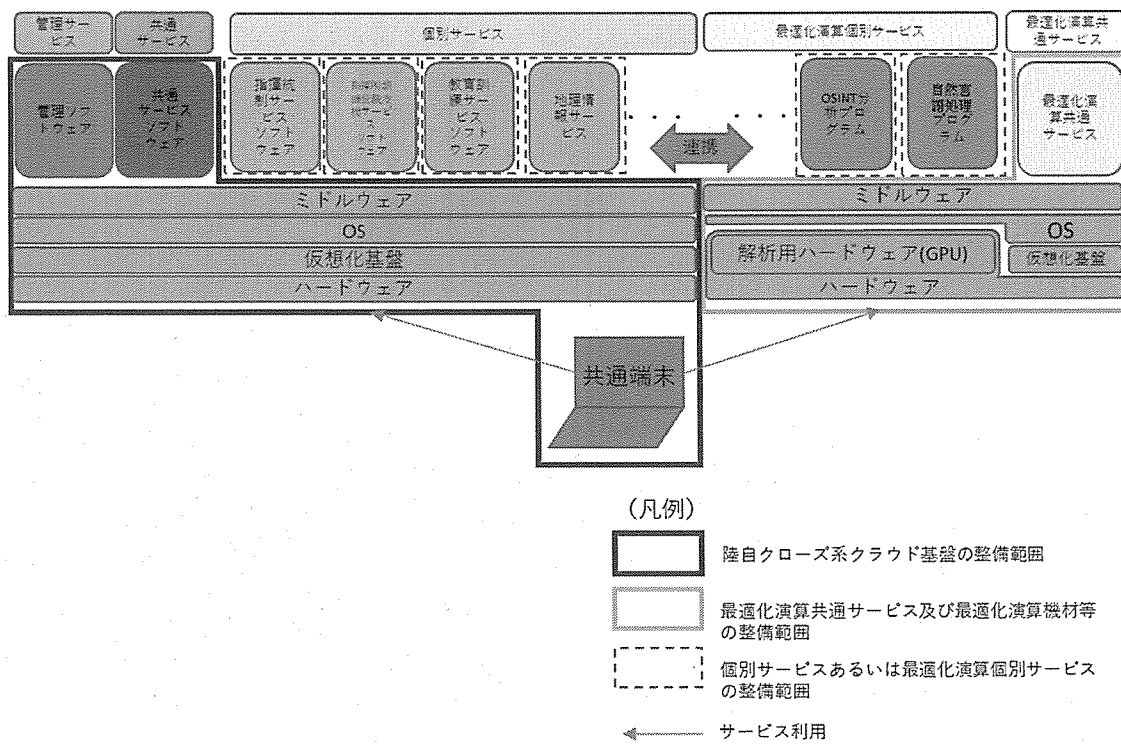 管理サー
ビス
共通
サービス
個別サービス
最適化演算個別サービス
最適化演算共
通サービス
管理ソフ
トウェア
共通
サービス
ソフト
ウェア
指揮統
制サー
ビス
ソフト
ウェア
ソフト
ウェア
教育訓
練サー
ビス
ソフト
ウェア
地理情
報サー
ビス
・・・・
連携
・・
OSINT分
析プロ
グラム
自然言
語処理
プログ
ラム
最適化演
算共通
サービス
ミドルウェア
OS
仮想化基盤
ハードウェア
ミドルウェア
OS
解析用ハードウェア(GPU)
仮想化基盤
ハードウェア
共通端末
(凡例)
陸自クローズ系クラウド基盤の整備範囲
最適化演算共通サービス及び最適化演算機材等
の整備範囲
個別サービスあるいは最適化演算個別サービス
の整備範囲
サービス利用